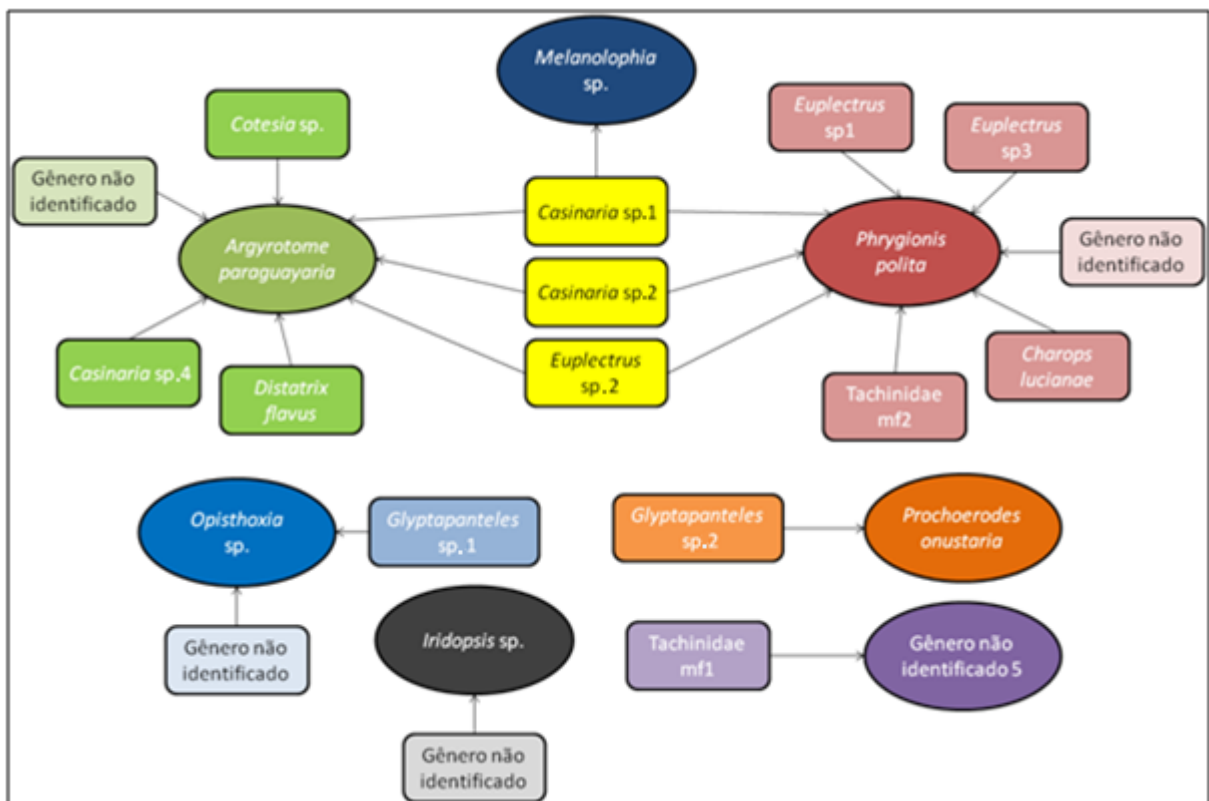 Melanolophia
sp.
Cotesia sp.
Euplectrus
sp1
Euplectrus
sp3
Gênero não
identificado
Casinaria sp.1
Argyrotome
paraguayaria
Phrygionis
polita
Gênero não
identificado
Casinaria sp.2
Casinaria sp.4
Distatrix
flavus
Euplectrus
sp.2
Tachinidae
mf2
Charops
lucianae
Opisthoxia
sp.
Glyptapanteles
sp.1
Glyptapanteles
sp.2
Prochoerodes
onustaria
Gênero não
identificado
Iridopsis sp.
Tachinidae
mf1
Gênero não
identificado 5
Gênero não
identificado